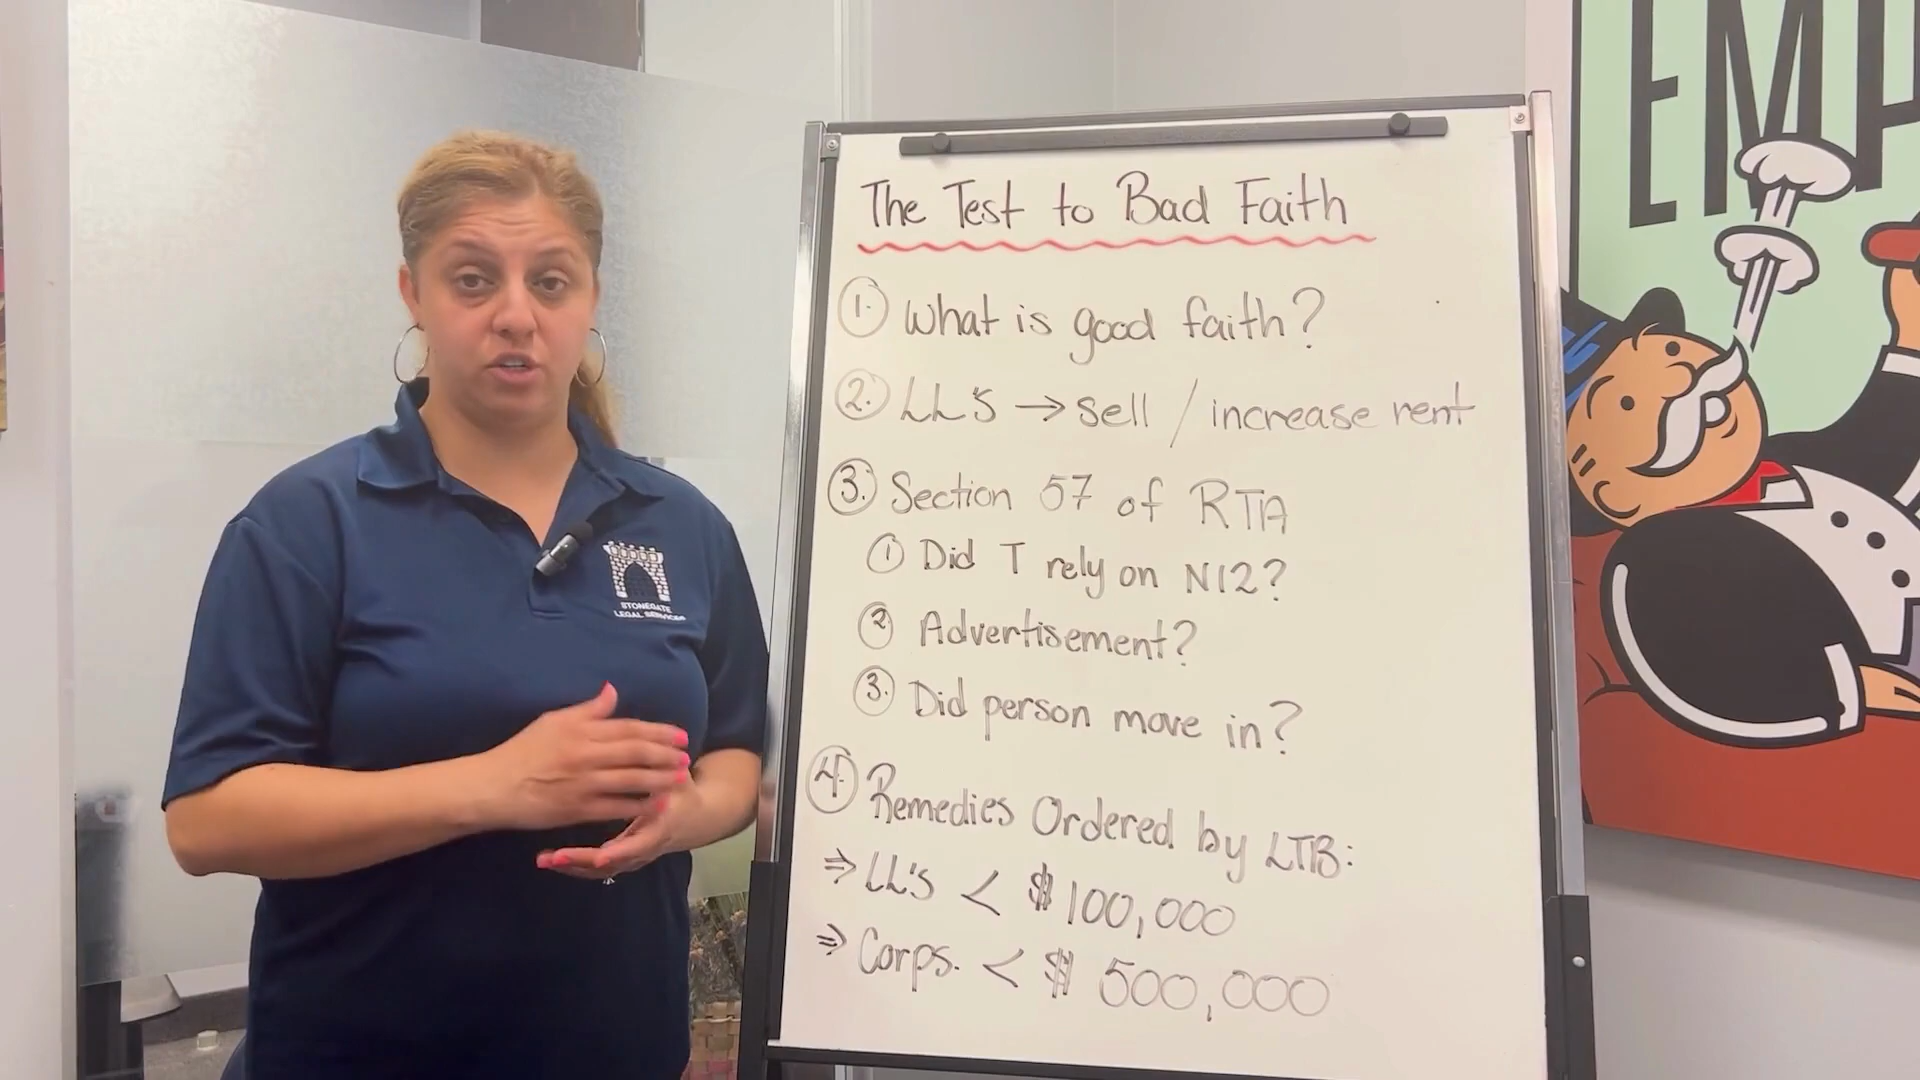 EMP
The Test to Bad Faith
1. What is good faith?
2. LL'S → sell / increase rent
3. Section 57 of RTA
1 Did T rely on N12?
2 Advertisement?
3. Did person move in?
4. Remedies Ordered by LTB:
⇒ LL'S < $100,000
⇒ Corps. < $ 500,000
STONEGATE
LEGAL SERVICES